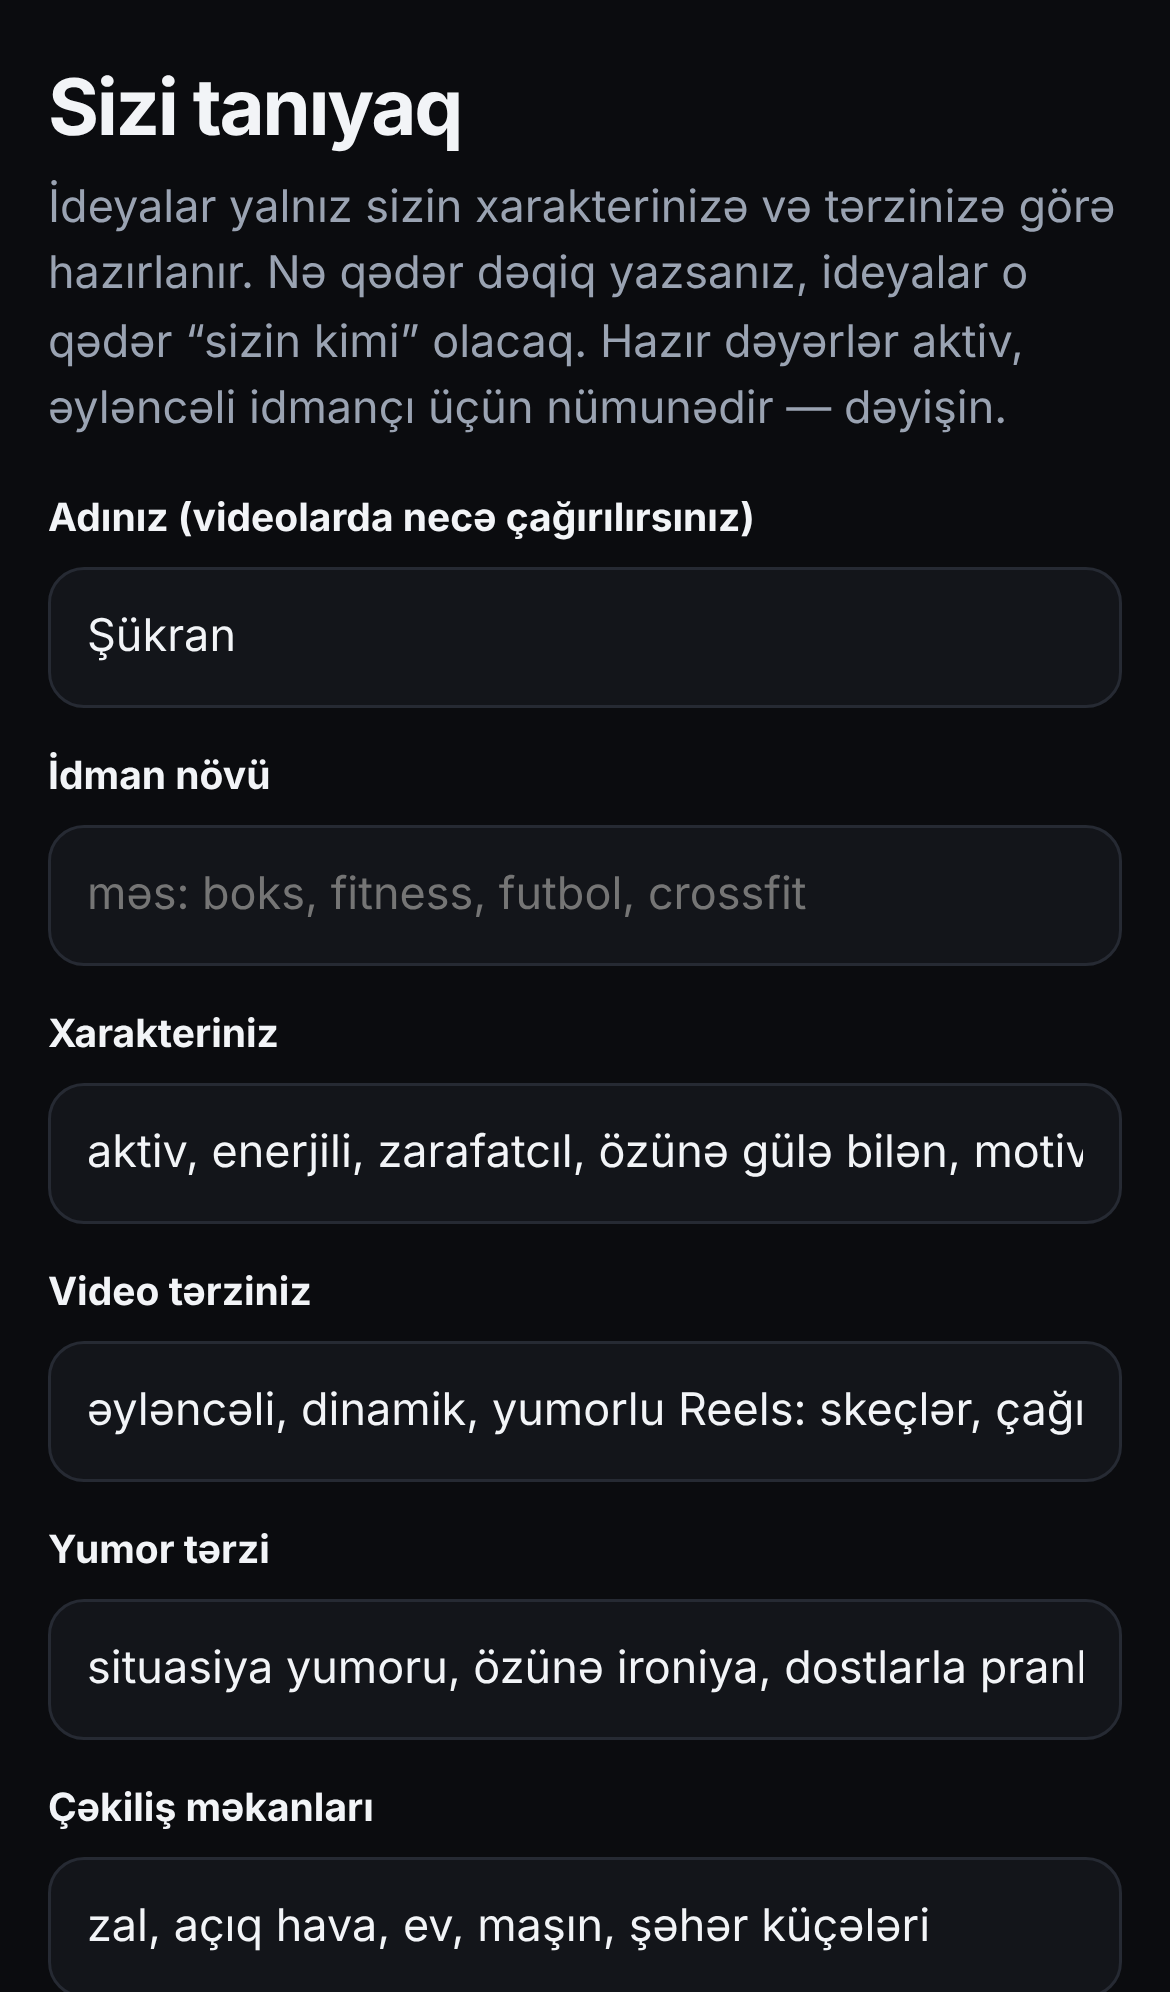 Sizi tanıyaq
İdeyalar yalnız sizin xarakterinizə və tərzinizə görə
hazırlanır. Nə qədər dəqiq yazsanız, ideyalar o
qədər “sizin kimi” olacaq. Hazır dəyərlər aktiv,
əyləncəli idmançı üçün nümunədir — dəyişin.
Adınız (videolarda necə çağırılırsınız)
Şükran
İdman növü
məs: boks, fitness, futbol, crossfit
Xarakteriniz
aktiv, enerjili, zarafatcıl, özünə gülə bilən, motiv
Video tərziniz
əyləncəli, dinamik, yumorlu Reels: skeçlər, çağı
Yumor tərzi
situasiya yumoru, özünə ironiya, dostlarla
Çəkiliş məkanları
zal, açıq hava, ev, maşın, şəhər küçələri